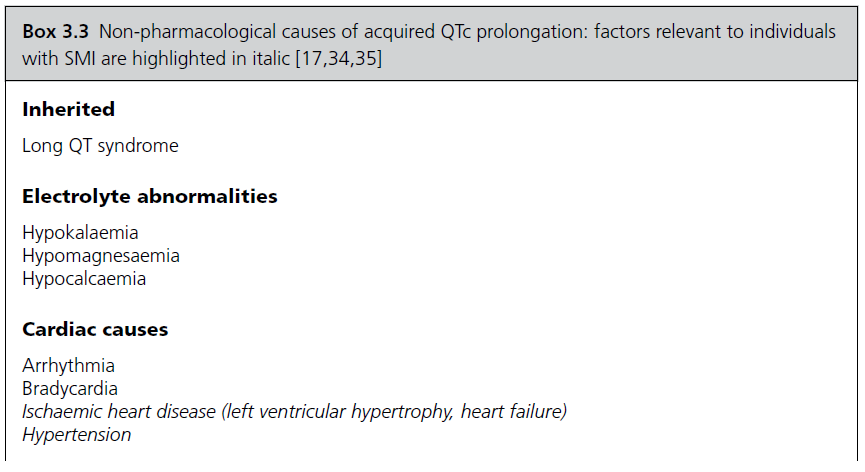 Box 3.3 Non-pharmacological causes of acquired QTc prolongation: factors relevant to individuals
with SMI are highlighted in italic [17,34,35]
Inherited
Long QT syndrome
Electrolyte abnormalities
Hypokalaemia
Hypomagnesaemia
Hypocalcaemia
Cardiac causes
Arrhythmia
Bradycardia
Ischaemic heart disease (left ventricular hypertrophy, heart failure)
Hypertension